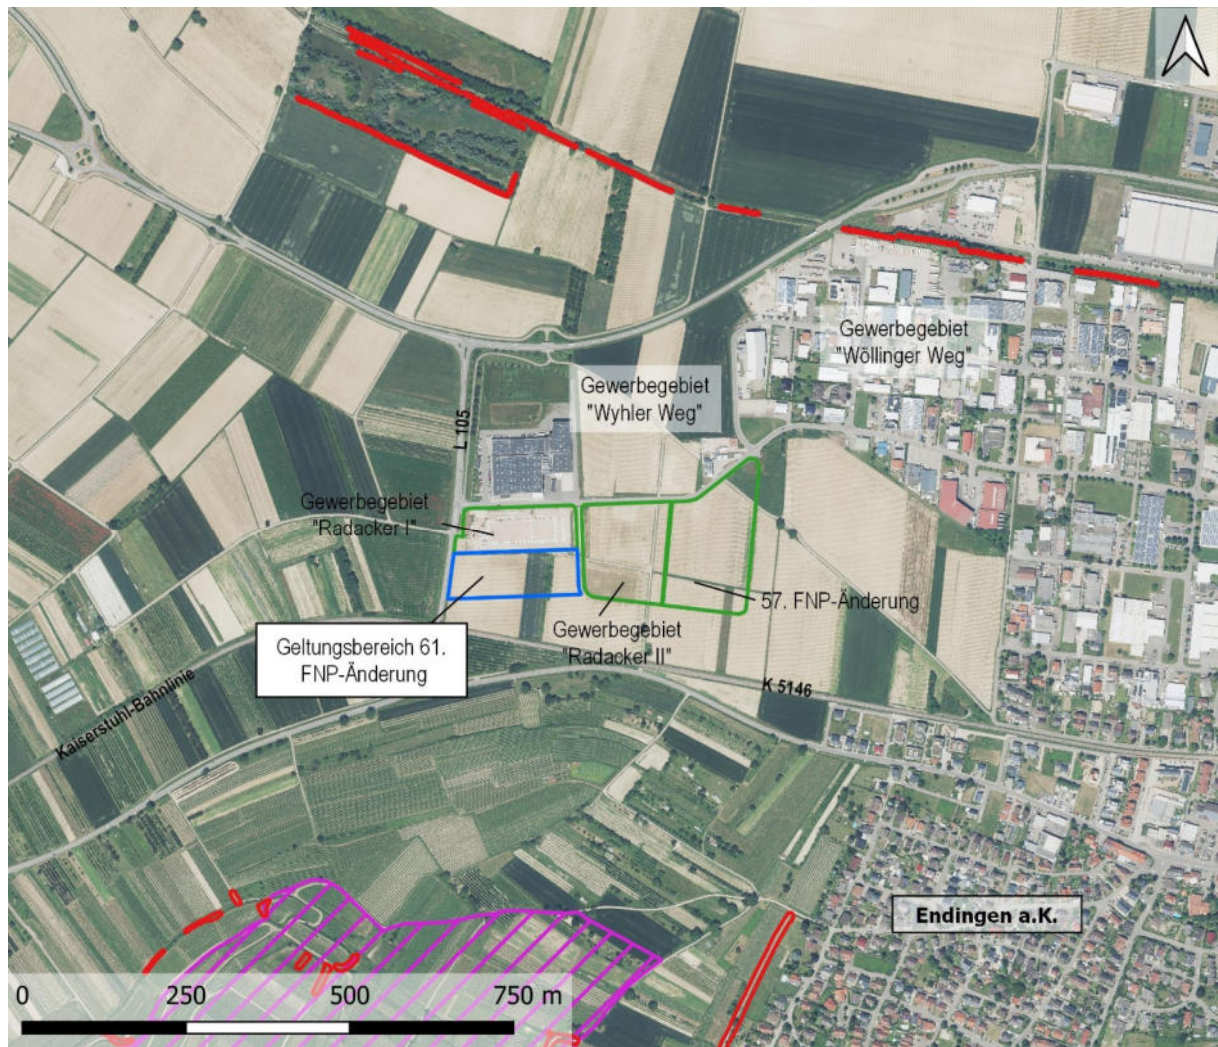 Gewerbegebiet
"Wöllinger Weg"
Gewerbegebiet
"Wyhler Weg"
L 105
Gewerbegebiet
"Radacker I"
57. FNP-Änderung
Gewerbegebiet
"Radacker II"
Geltungsbereich 61.
FNP-Änderung
K 5146
Kaiserstuhl-Bahnlinie
Endingen a.K.
0 250 500 750 m